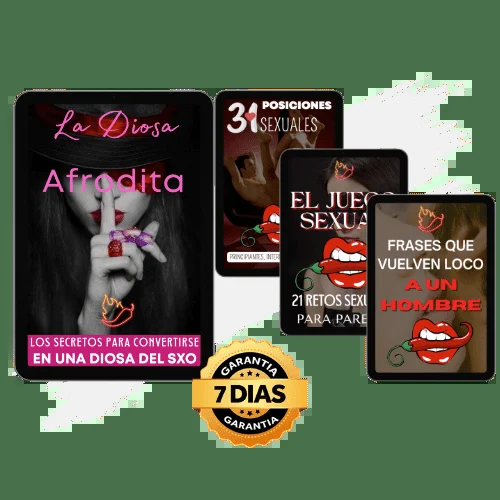 La Diosa
Afrodita
LOS SECRETOS PARA CONVERTIRSE
EN UNA DIOSA DEL SXO
31 POSICIONES
SEXUALES
PRINCIPIANTES,
EL JUEGO
SEXUA
21 RETOS SEXU
PARA PARE
FRASES QUE
VUELVEN LOCO
A UN
HOMBRE
GARANTIA
7 DIAS
GARANTIA